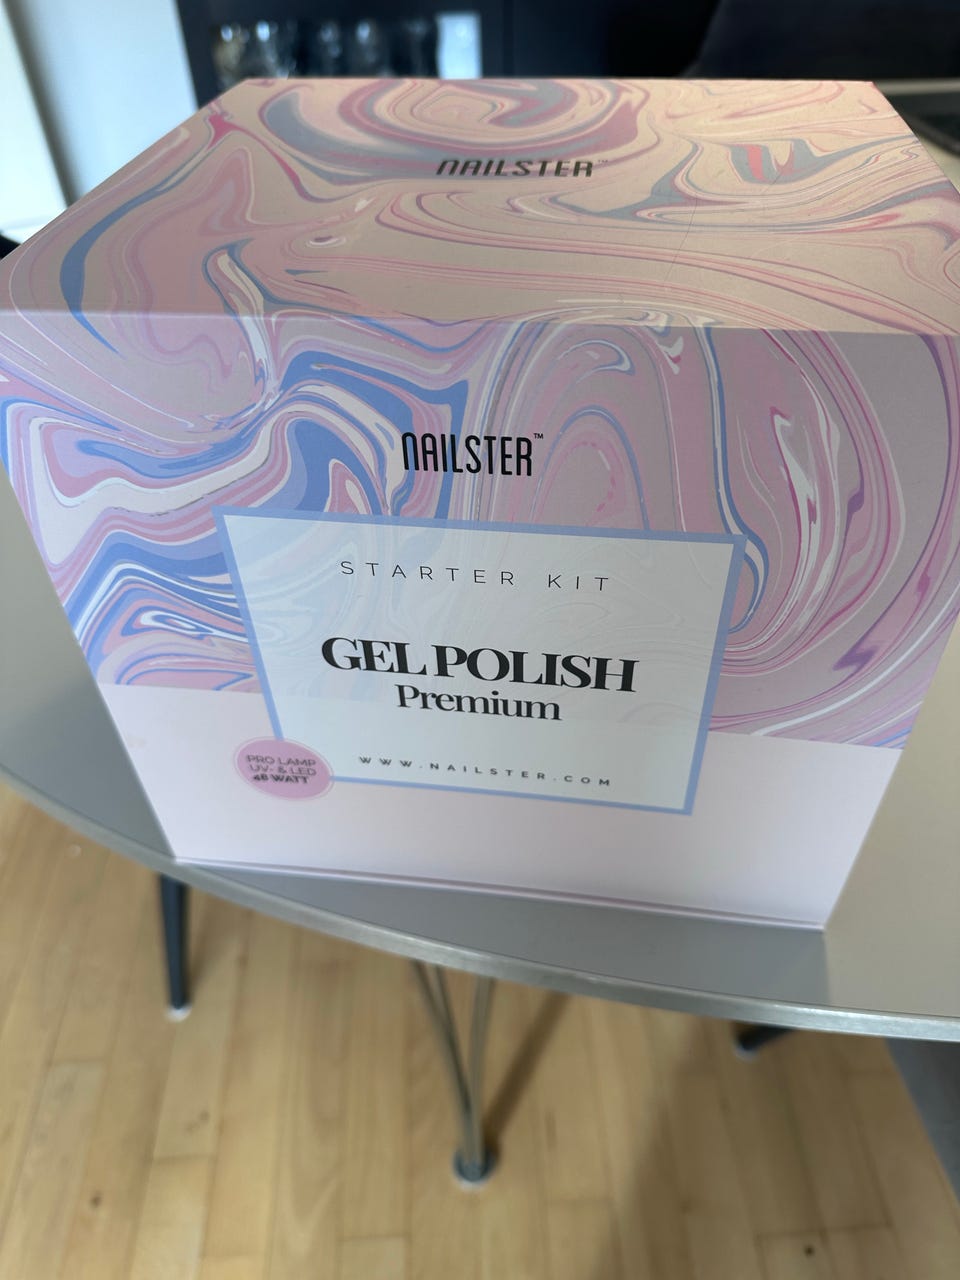 NAILSTER™
NAILSTER™
STARTER KIT
GEL POLISH
Premium
WWW.NAILSTER.COM
PRO LAMP
UV- & LED
48 WATT